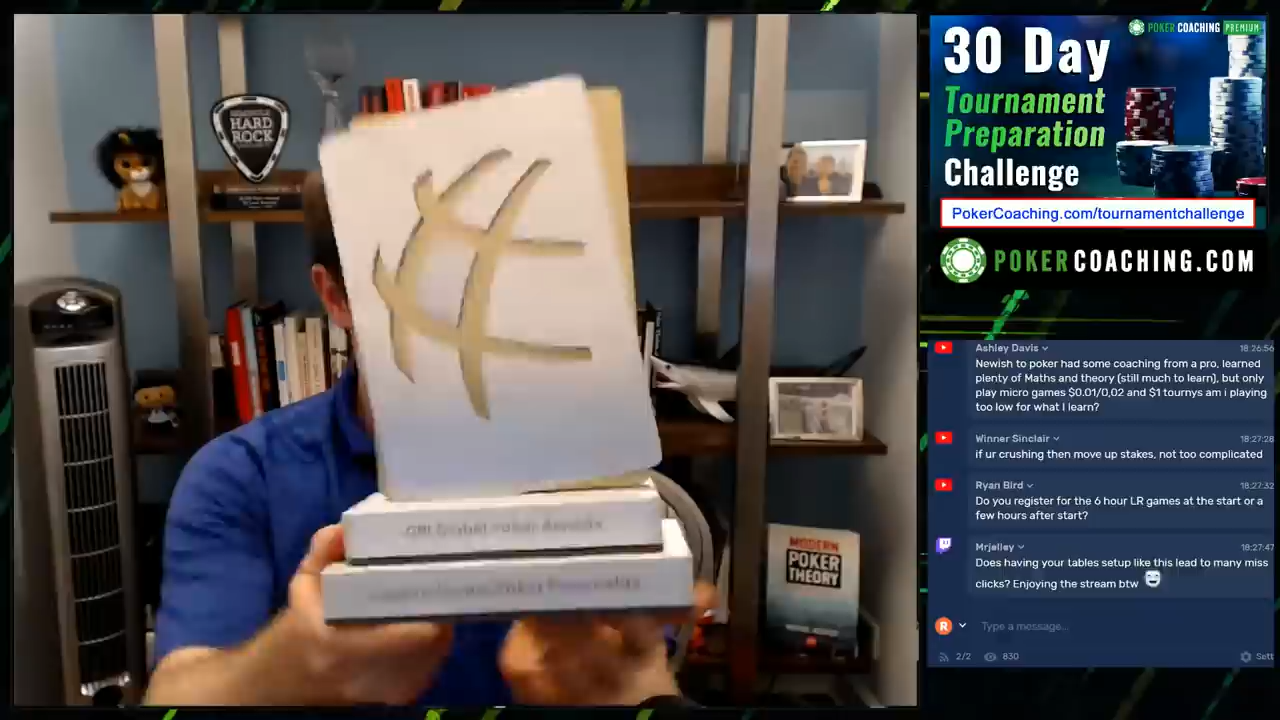 HARD
ROCK
GPI Global Poker Awards
MODERN
POKER
THEORY
POKER COACHING PREMIUM
30 Day
Tournament
Preparation
Challenge
PokerCoaching.com/tournamentchallenge
POKERCOACHING.COM
Ashley Davis 18:26:56
Newish to poker had some coaching from a pro, learned
plenty of Maths and theory (still much to learn), but only
play micro games $0.01/0,02 and $1 tournys am i playing
too low for what I learn?
Winner Sinclair 18:27:28
if ur crushing then move up stakes, not too complicated
Ryan Bird 18:27:32
Do you register for the 6 hour LR games at the start or a
few hours after start?
Mrjelley 18:27:47
Does having your tables setup like this lead to many miss
clicks? Enjoying the stream btw
R
Type a message...
2/2 830 Sett